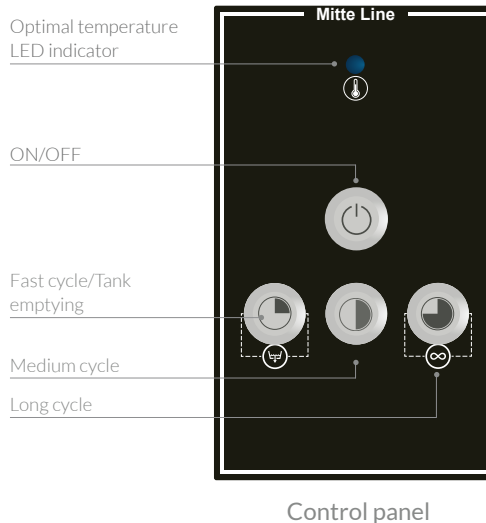 Mitte Line
Optimal temperature
LED indicator
ON/OFF
Fast cycle/Tank
emptying
Medium cycle
Long cycle
Control panel